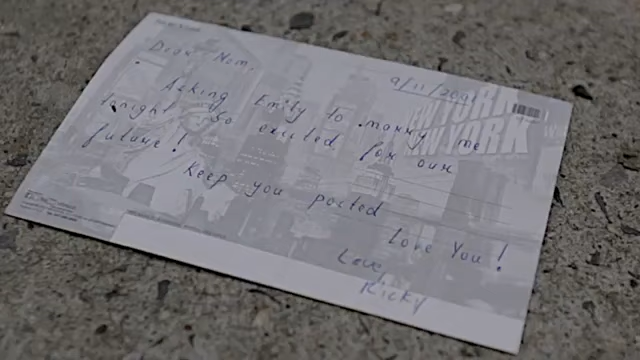 Dear Mom,
9/11/2001
Asking Emily to marry me
tonight So excited for our
future!
Keep you posted
Love You!
Love,
Ricky
NEW YORK
NEW YORK